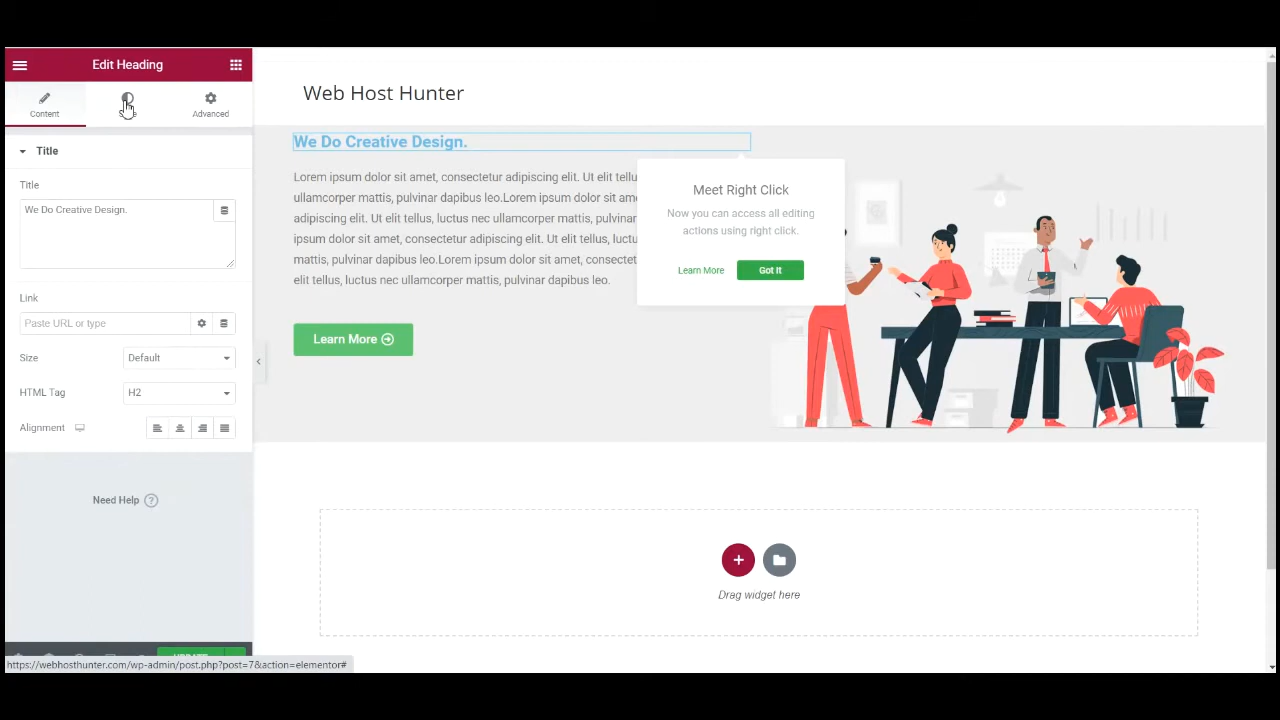 Edit Heading
Content
Advanced
Title
Title
We Do Creative Design.
Link
Paste URL or type
Size
Default
HTML Tag
H2
Alignment
Need Help ?
https://webhosthunter.com/wp-admin/post.php?post=7&action=elementor#
Web Host Hunter
We Do Creative Design.
Lorem ipsum dolor sit amet, consectetur adipiscing elit. Ut elit tellu
ullamcorper mattis, pulvinar dapibus leo.Lorem ipsum dolor sit am
adipiscing elit. Ut elit tellus, luctus nec ullamcorper mattis, pulvinar
ipsum dolor sit amet, consectetur adipiscing elit. Ut elit tellus, luctu
mattis, pulvinar dapibus leo.Lorem ipsum dolor sit amet, consectet
elit tellus, luctus nec ullamcorper mattis, pulvinar dapibus leo.
Learn More
Meet Right Click
Now you can access all editing
actions using right click.
Learn More
Got It
Drag widget here